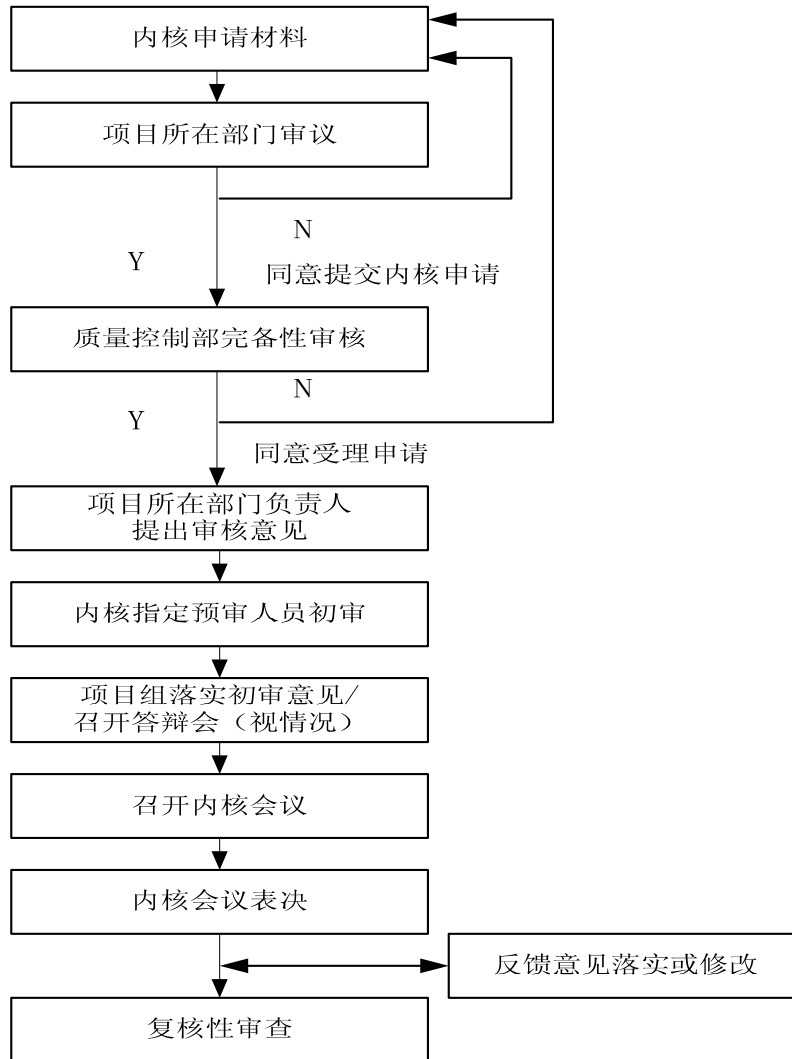 内核申请材料
项目所在部门审议
N
Y
同意提交内核申请
质量控制部完备性审核
N
Y
同意受理申请
项目所在部门负责人
提出审核意见
内核指定预审人员初审
项目组落实初审意见/
召开答辩会（视情况）
召开内核会议
内核会议表决
反馈意见落实或修改
复核性审查